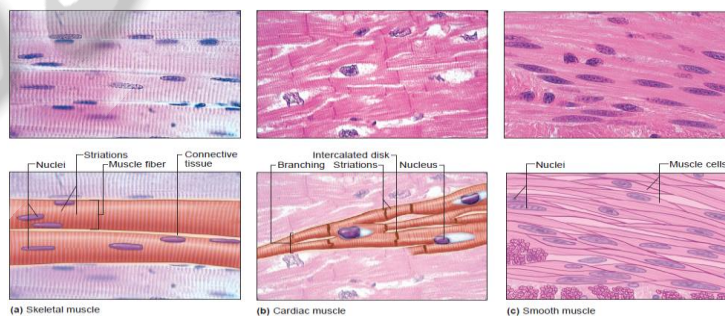 Nuclei
Striations
Muscle fiber
Connective
tissue
Branching
Intercalated disk
Striations
Nucleus
Nuclei
Muscle cells
(a) Skeletal muscle
(b) Cardiac muscle
(c) Smooth muscle